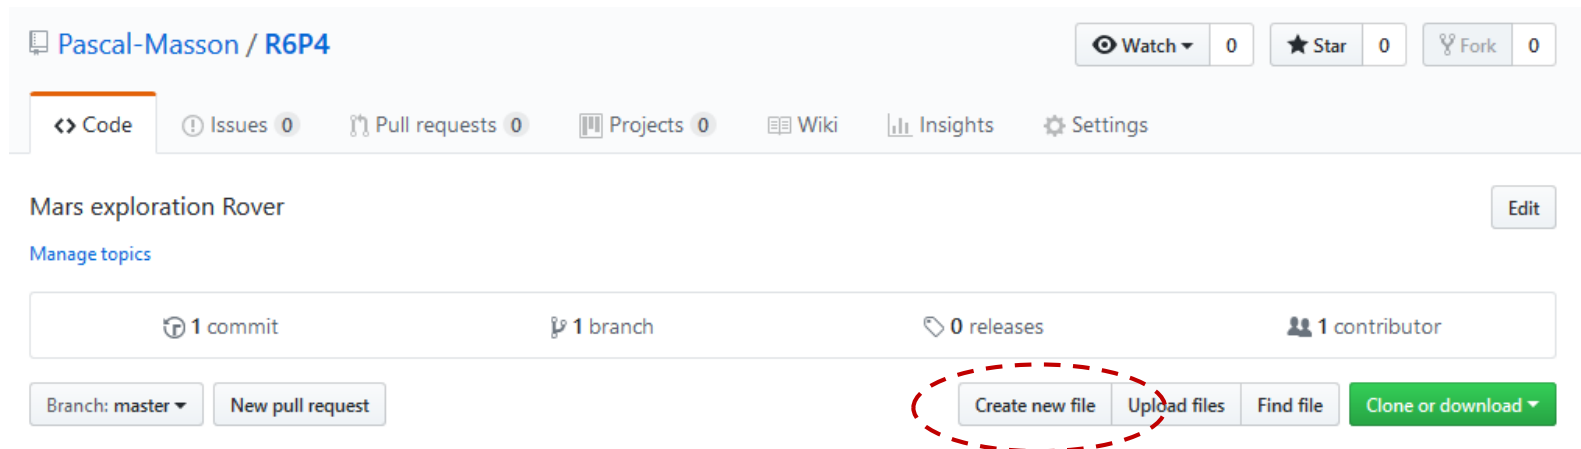 Pascal-Masson / R6P4
Watch 0 Star 0 Fork 0
Code Issues 0 Pull requests 0 Projects 0 Wiki Insights Settings
Mars exploration Rover Edit
Manage topics
1 commit 1 branch 0 releases 1 contributor
Branch: master New pull request Create new file Upload files Find file Clone or download